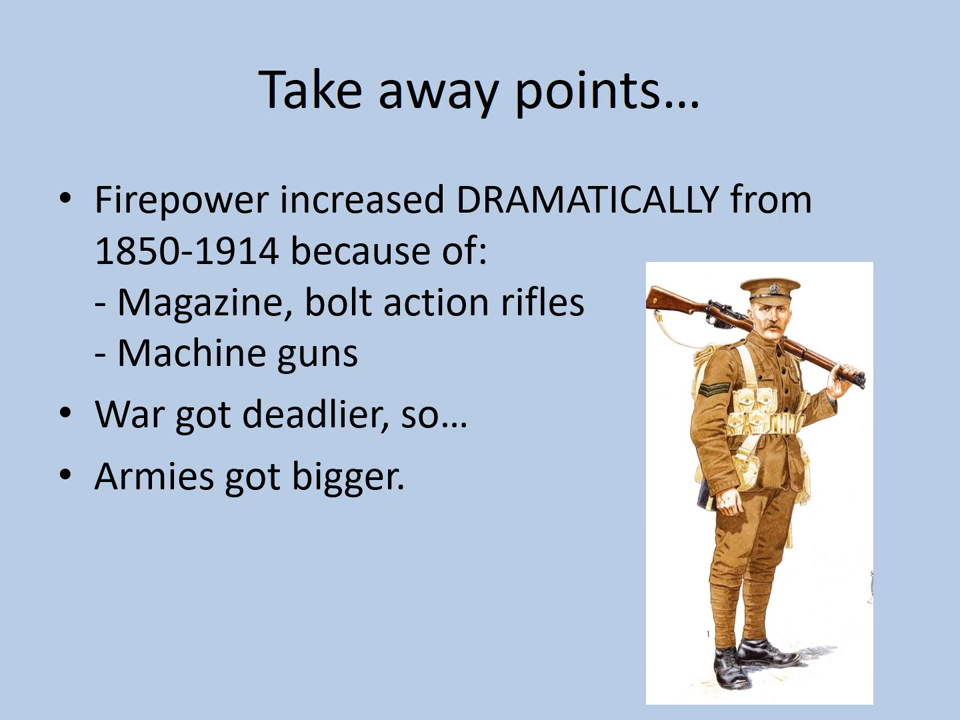 Take away points…
• Firepower increased DRAMATICALLY from
1850-1914 because of:
- Magazine, bolt action rifles
- Machine guns
• War got deadlier, so…
• Armies got bigger.
1